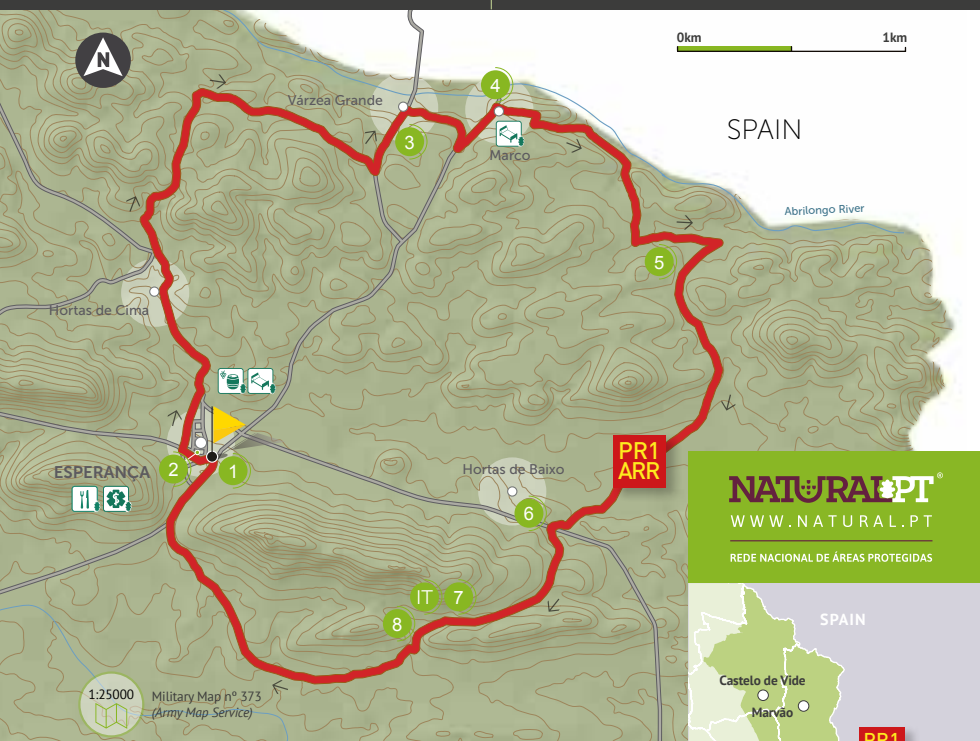 N
0km 1km
4
Várzea Grande
3
Marco
SPAIN
Abrilongo River
5
Hortas de Cima
PR1
ARR
ESPERANÇA
2
1
Hortas de Baixo
6
NATURAL.PT®
WWW.NATURAL.PT
REDE NACIONAL DE ÁREAS PROTEGIDAS
IT
7
8
SPAIN
Castelo de Vide
Marvão
1:25000
Military Map nº 373
(Army Map Service)
PR1